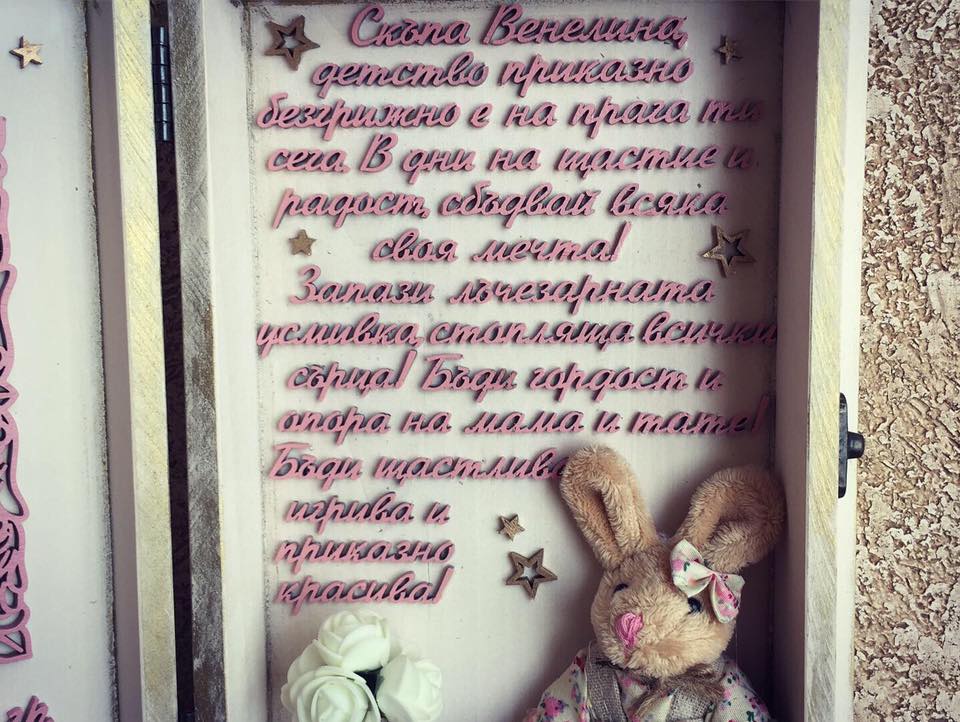 Скъпа Венелина,
детство приказно
безгрижно е на прага ти
сега. В дни на щастие и
радост, сбъдвай всяка
своя мечта!
Запази лъчезарната
усмивка, стопляща всички
сърца! Бъди гордост и
опора на мама и тате!
Бъди щастлива
игрива и
приказно
красива!